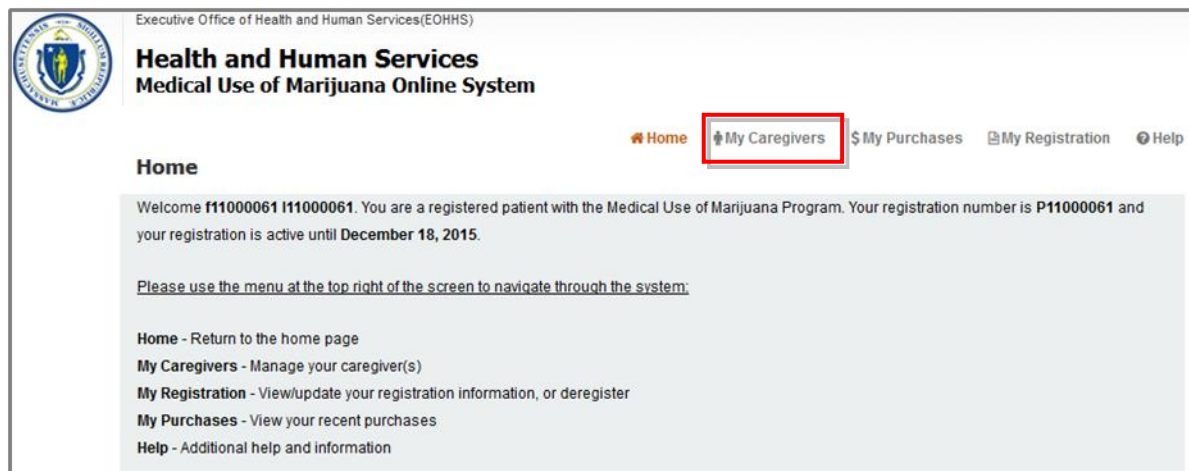 Executive Office of Health and Human Services(EOHHS)
Health and Human Services
Medical Use of Marijuana Online System
Home My Caregivers $ My Purchases My Registration Help
Home
Welcome f11000061 l11000061. You are a registered patient with the Medical Use of Marijuana Program. Your registration number is P11000061 and
your registration is active until December 18, 2015.
Please use the menu at the top right of the screen to navigate through the system:
Home - Return to the home page
My Caregivers - Manage your caregiver(s)
My Registration - View/update your registration information, or deregister
My Purchases - View your recent purchases
Help - Additional help and information